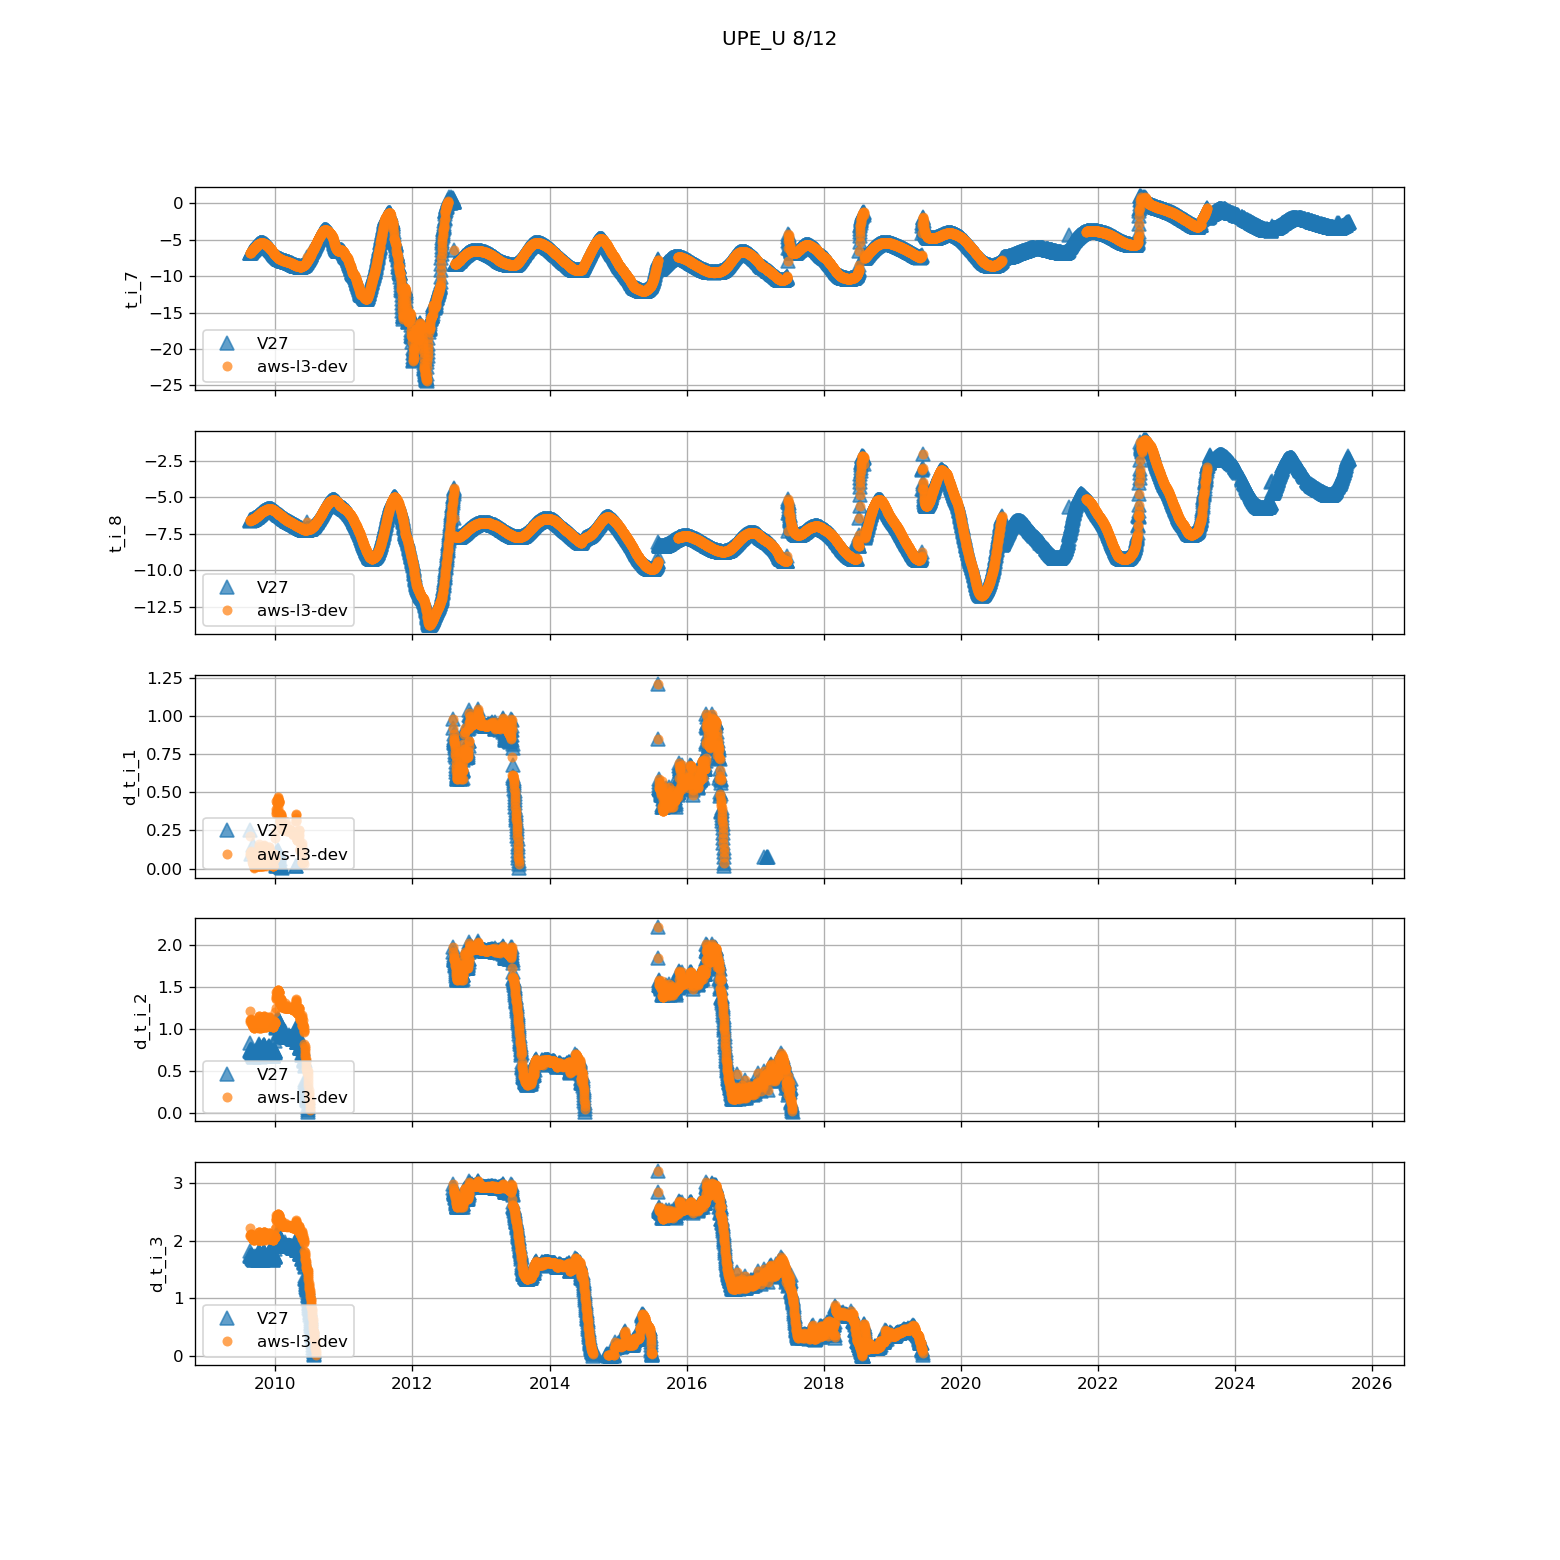 UPE_U 8/12
0
−5
−10
−15
−20
−25
t_i_7
V27
aws-l3-dev
−2.5
−5.0
−7.5
−10.0
−12.5
t_i_8
V27
aws-l3-dev
1.25
1.00
0.75
0.50
0.25
0.00
d_t_i_1
V27
aws-l3-dev
2.0
1.5
1.0
0.5
0.0
d_t_i_2
V27
aws-l3-dev
3
2
1
0
d_t_i_3
V27
aws-l3-dev
2010 2012 2014 2016 2018 2020 2022 2024 2026